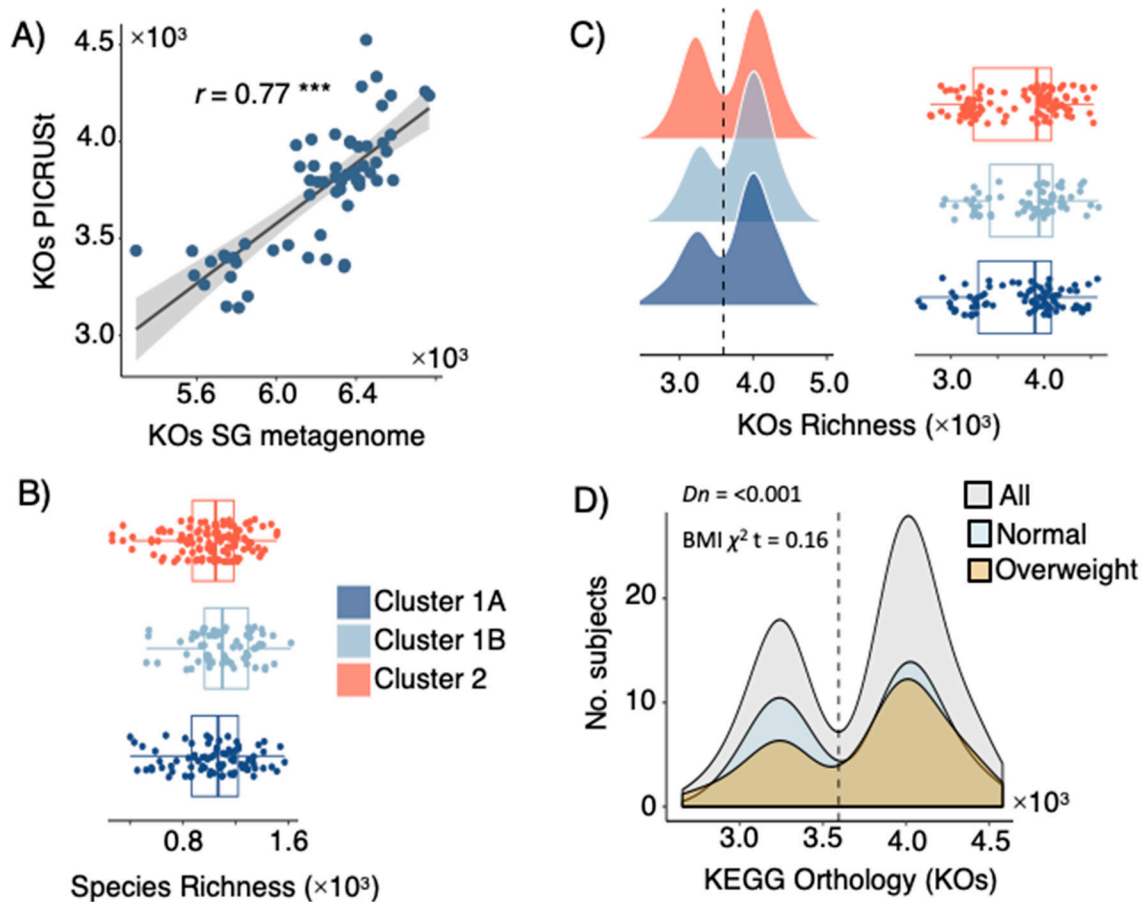 A)
×10³
4.5
r = 0.77 ***
4.0
KOs PICRUSt
3.5
3.0
×10³
5.6 6.0 6.4
KOs SG metagenome
B)
Cluster 1A
Cluster 1B
Cluster 2
0.8 1.6
Species Richness (×10³)
C)
3.0 4.0 5.0 3.0 4.0
KOs Richness (×10³)
D)
Dn = <0.001
BMI χ² t = 0.16
All
Normal
Overweight
No. subjects
20
10
0
×10³
3.0 3.5 4.0 4.5
KEGG Orthology (KOs)